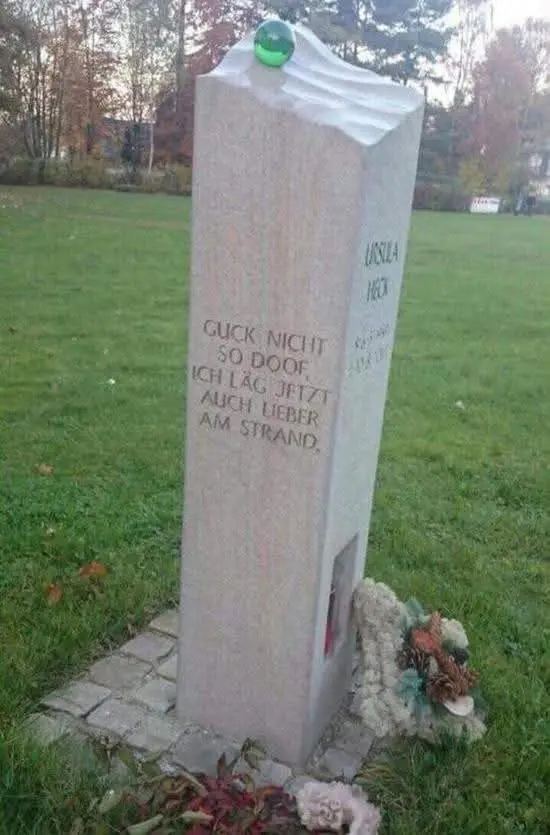 GUCK NICHT
SO DOOF,
ICH LÄG JETZT
AUCH LIEBER
AM STRAND.
URSULA
HECK